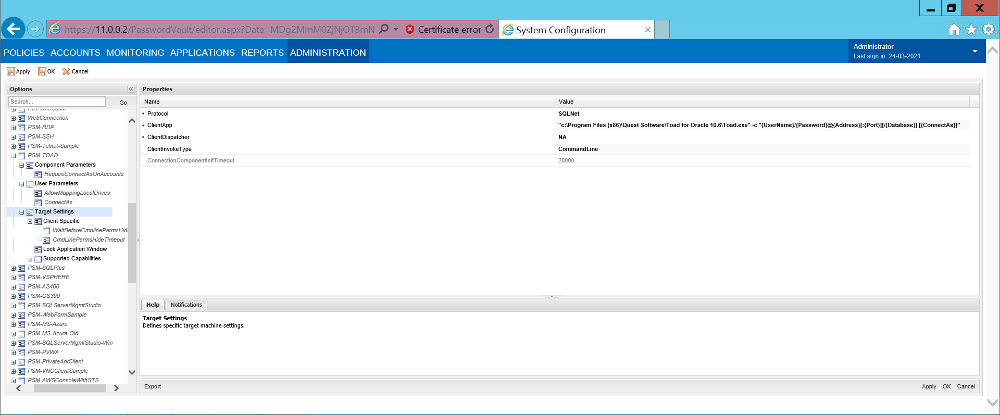 https://11.0.0.2/PasswordVault/editor.aspx?Data=MDg2MmM0ZjNjOTBmN
Certificate error
System Configuration
POLICIES ACCOUNTS MONITORING APPLICATIONS REPORTS ADMINISTRATION
Administrator
Last sign in: 24-03-2021
Apply OK Cancel
Options
Search...
Go
WebConnection
PSM-RDP
PSM-SSH
PSM-Telnet-Sample
PSM-TOAD
Component Parameters
RequireConnectAsOnAccounts
User Parameters
AllowMappingLocalDrives
ConnectAs
Target Settings
Client Specific
WaitBeforeCmdlineParmsHid
CmdLineParmsHideTimeout
Lock Application Window
Supported Capabilities
PSM-SQLPlus
PSM-VSPHERE
PSM-AS400
PSM-OS390
PSM-SQLServerMgmtStudio
PSM-WebFormSample
PSM-MS-Azure
PSM-MS-Azure-Old
PSM-SQLServerMgmtStudio-Win
PSM-PVWA
PSM-PrivateArkClient
PSM-VNCClientSample
PSM-AWSConsoleWithSTS
Properties
Name Value
Protocol SQLNet
ClientApp "c:\Program Files (x86)\Quest Software\Toad for Oracle 10.6\Toad.exe" -c "{UserName}/{Password}@{Address}[:{Port}][/{Database}] [{ConnectAs}]"
ClientDispatcher NA
ClientInvokeType CommandLine
ConnectionComponentInitTimeout 20000
Help Notifications
Target Settings
Defines specific target machine settings.
Export
Apply OK Cancel